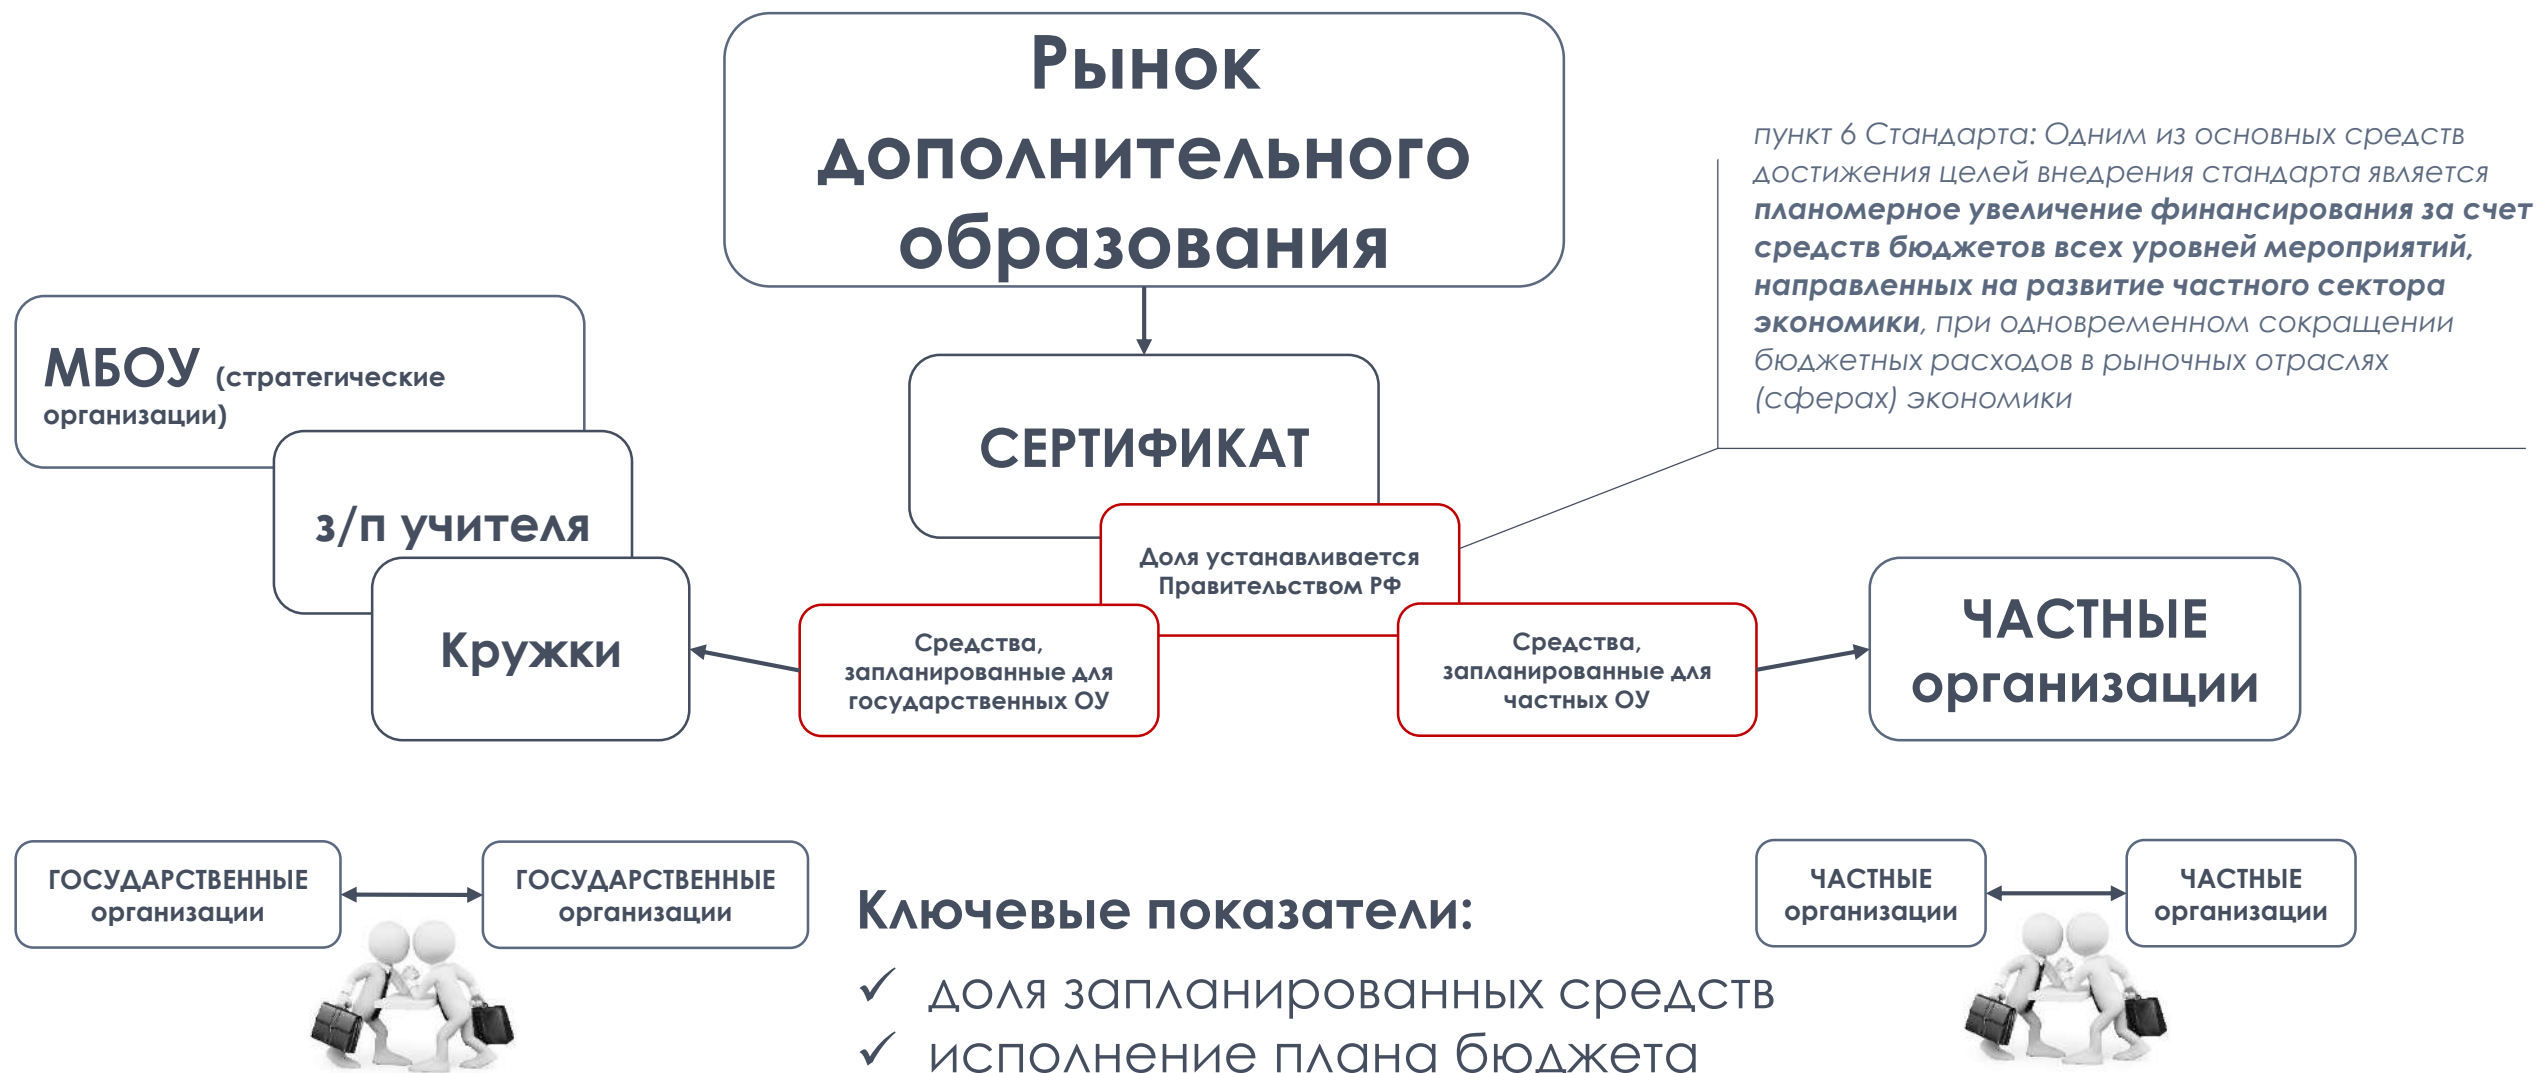 Рынок
дополнительного
образования
пункт 6 Стандарта: Одним из основных средств
достижения целей внедрения стандарта является
планомерное увеличение финансирования за счет
средств бюджетов всех уровней мероприятий,
направленных на развитие частного сектора
экономики, при одновременном сокращении
бюджетных расходов в рыночных отраслях
(сферах) экономики
МБОУ (стратегические
организации)
з/п учителя
Кружки
СЕРТИФИКАТ
Доля устанавливается
Правительством РФ
Средства,
запланированные для
государственных ОУ
Средства,
запланированные для
частных ОУ
ЧАСТНЫЕ
организации
ГОСУДАРСТВЕННЫЕ
организации
ГОСУДАРСТВЕННЫЕ
организации
Ключевые показатели:
✓ доля запланированных средств
✓ исполнение плана бюджета
ЧАСТНЫЕ
организации
ЧАСТНЫЕ
организации